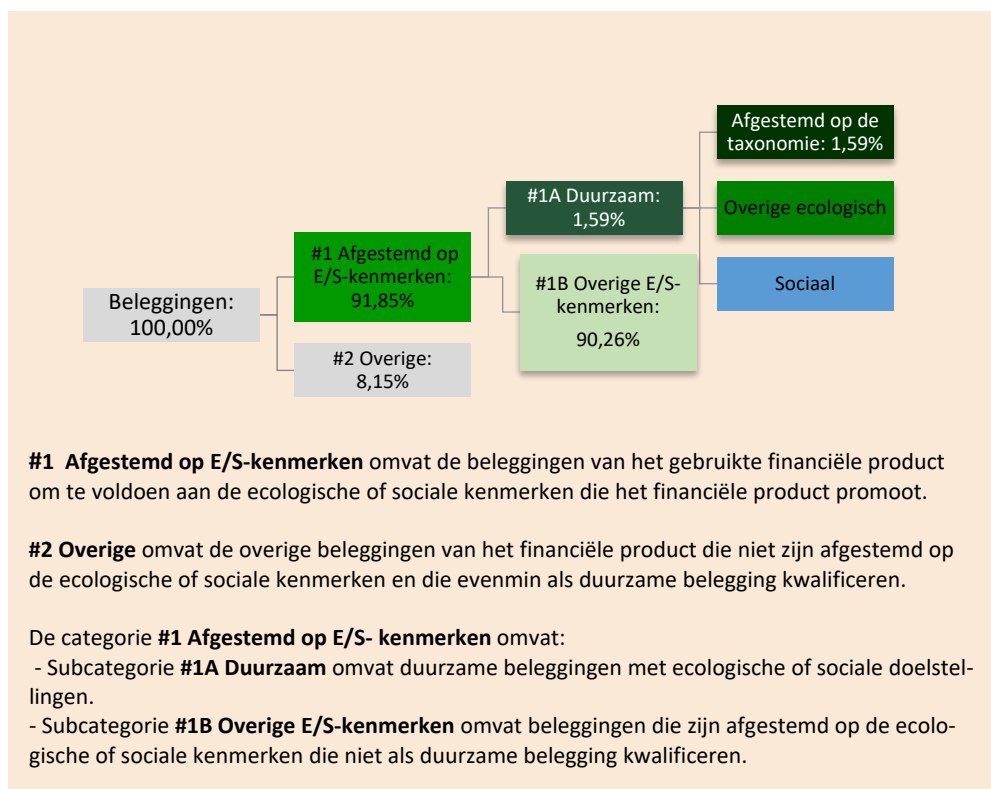 Afgestemd op de
taxonomie: 1,59%
#1A Duurzaam:
1,59%
Overige ecologisch
#1 Afgestemd op
E/S-kenmerken:
91,85%
#1B Overige E/S-
kenmerken:
90,26%
Sociaal
Beleggingen:
100,00%
#2 Overige:
8,15%
#1 Afgestemd op E/S-kenmerken omvat de beleggingen van het gebruikte financiële product
om te voldoen aan de ecologische of sociale kenmerken die het financiële product promoot.
#2 Overige omvat de overige beleggingen van het financiële product die niet zijn afgestemd op
de ecologische of sociale kenmerken en die evenmin als duurzame belegging kwalificeren.
De categorie #1 Afgestemd op E/S- kenmerken omvat:
- Subcategorie #1A Duurzaam omvat duurzame beleggingen met ecologische of sociale doelstel-
lingen.
- Subcategorie #1B Overige E/S-kenmerken omvat beleggingen die zijn afgestemd op de ecolo-
gische of sociale kenmerken die niet als duurzame belegging kwalificeren.